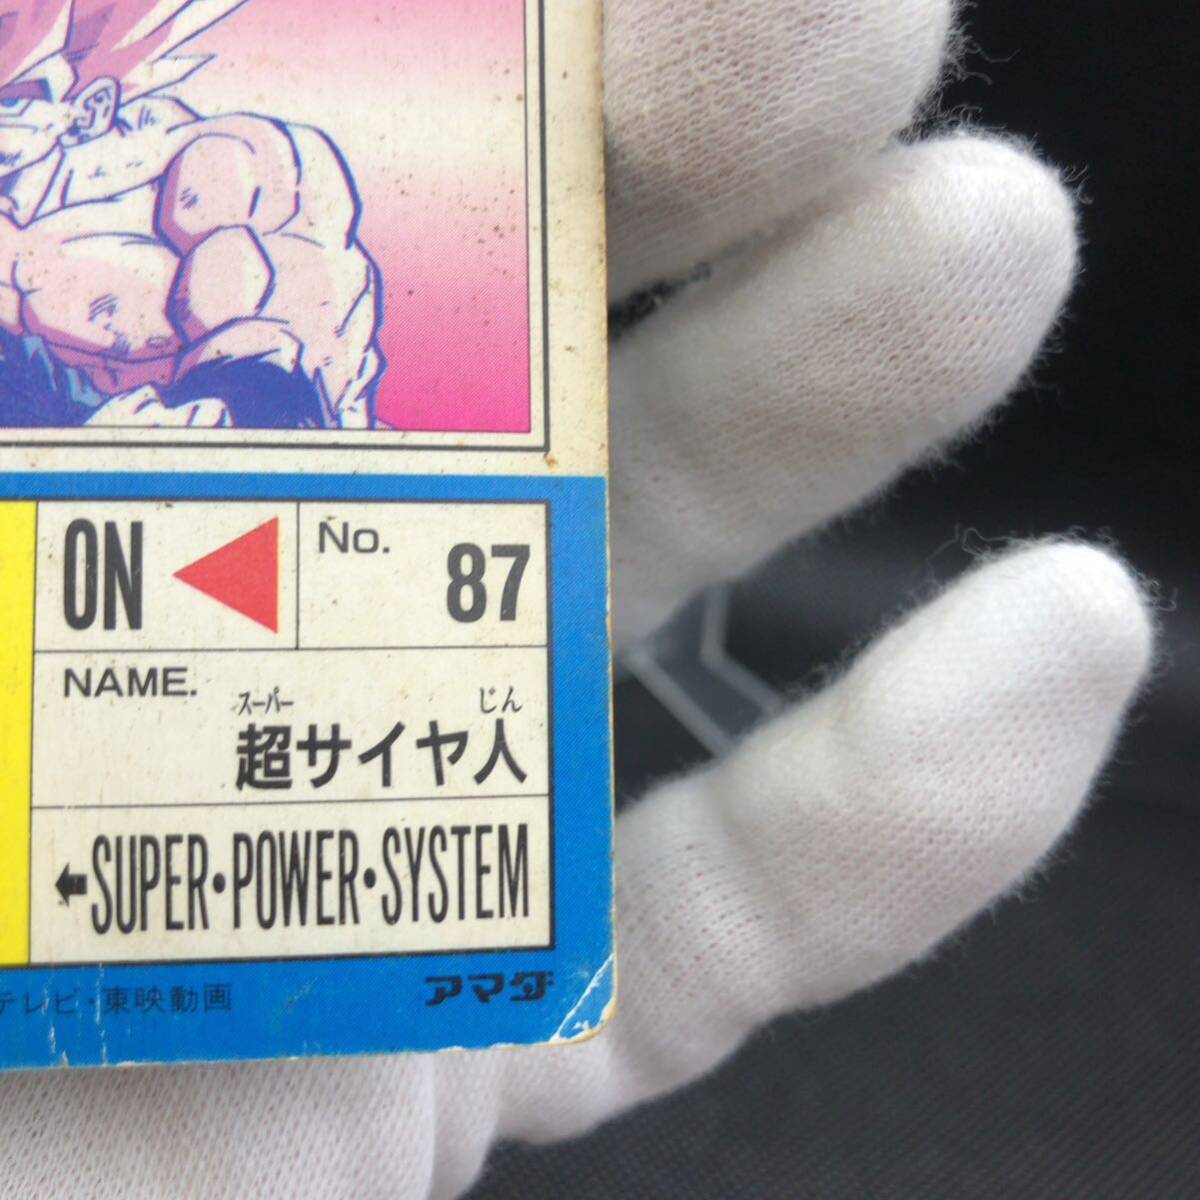 ON
No.
87
NAME.
スーパー じん
超サイヤ人
SUPER・POWER・SYSTEM
テレビ・東映動画
アマダ